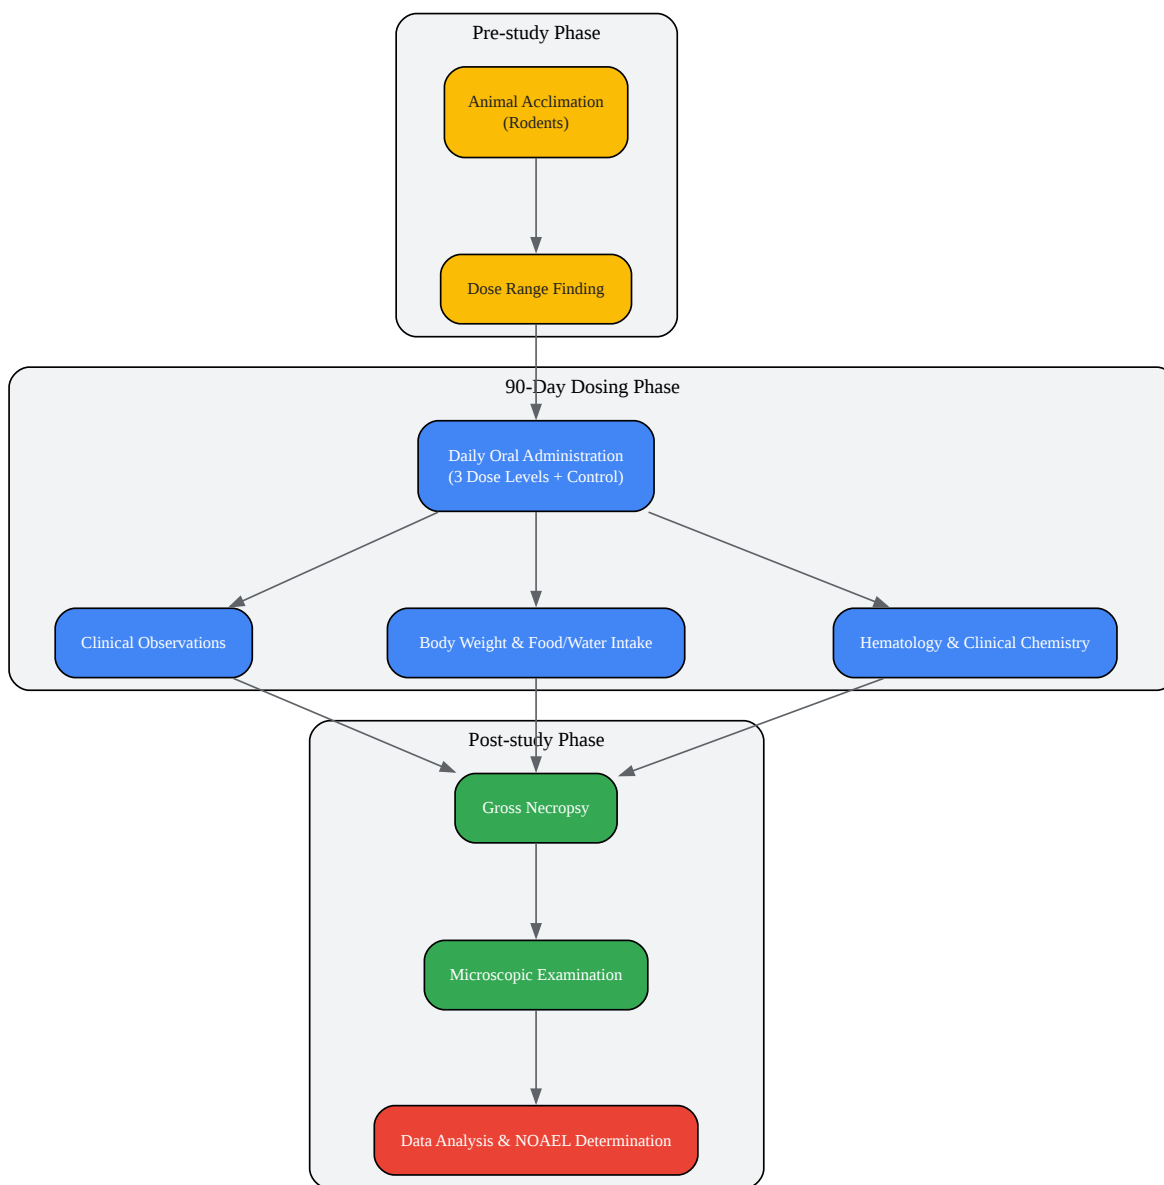 Pre-study Phase
Animal Acclimation
(Rodents)
Dose Range Finding
90-Day Dosing Phase
Daily Oral Administration
(3 Dose Levels + Control)
Clinical Observations
Body Weight & Food/Water Intake
Hematology & Clinical Chemistry
Post-study Phase
Gross Necropsy
Microscopic Examination
Data Analysis & NOAEL Determination